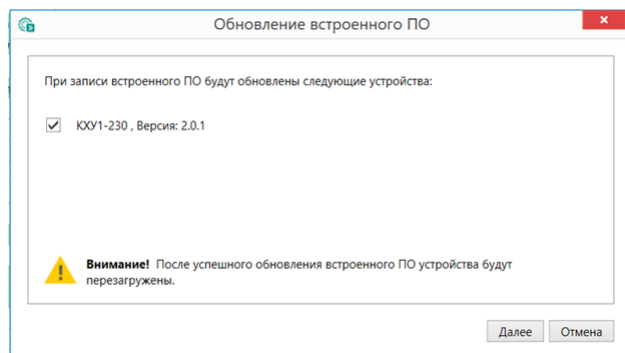 Обновление встроенного ПО
При записи встроенного ПО будут обновлены следующие устройства:
КХУ1-230 , Версия: 2.0.1
Внимание! После успешного обновления встроенного ПО устройства будут
перезагружены.
Далее Отмена